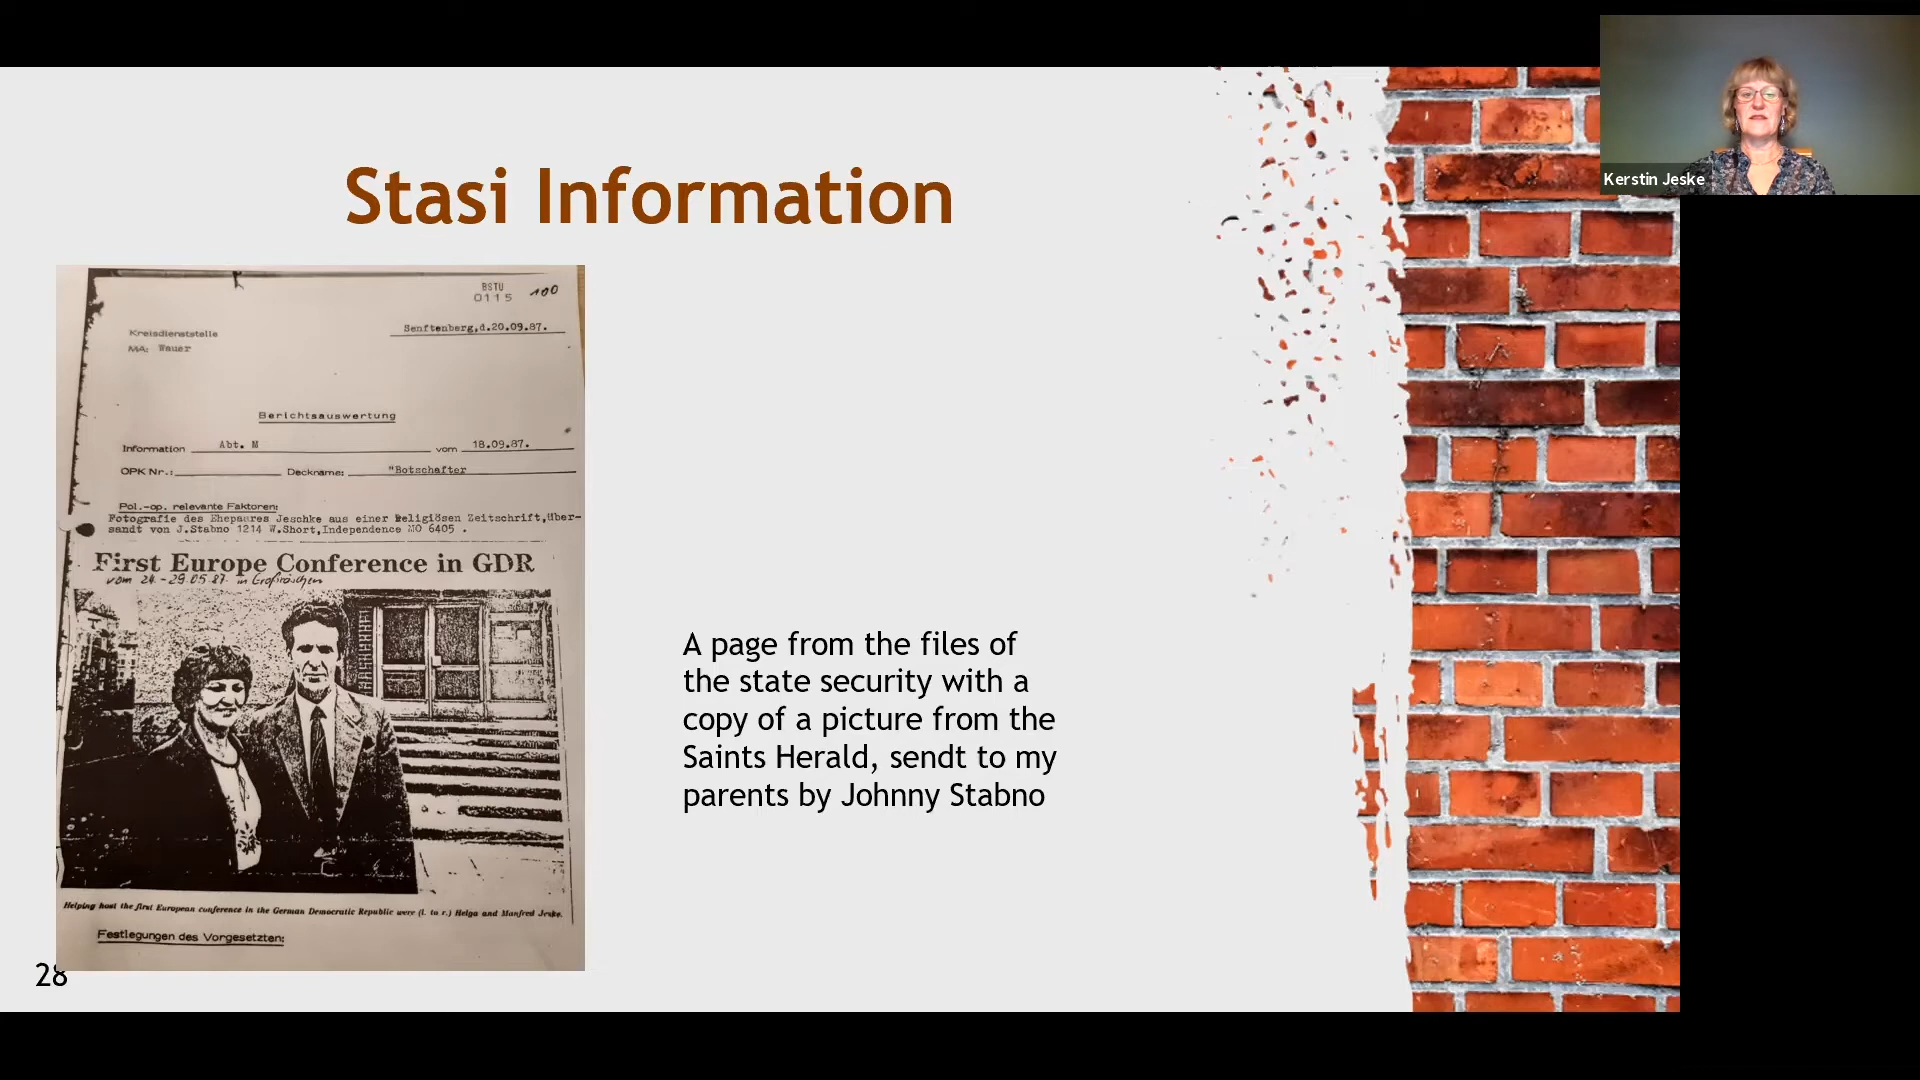 Kerstin Jeske
Stasi Information
BSTU
0115
100
Kreisdienststelle
Senftenberg,d.20.09.87.
MA: Wauer
Berichtsauswertung
Information Abt. M vom 18.09.87.
OPK Nr.: Deckname: "Botschafter
Pol.-op. relevante Faktoren:
Fotografie des Ehepaares Jeschke aus einer Religiösen Zeitschrift,über-
sandt von J.Stabno 1214 W.Short,Independence MO 6405 .
First Europe Conference in GDR
vom 24.-29.05.87. in Großräschen
Helping host the first European conference in the German Democratic Republic were (l. to r.) Helga and Manfred Jeske.
Festlegungen des Vorgesetzten:
A page from the files of
the state security with a
copy of a picture from the
Saints Herald, sendt to my
parents by Johnny Stabno
28